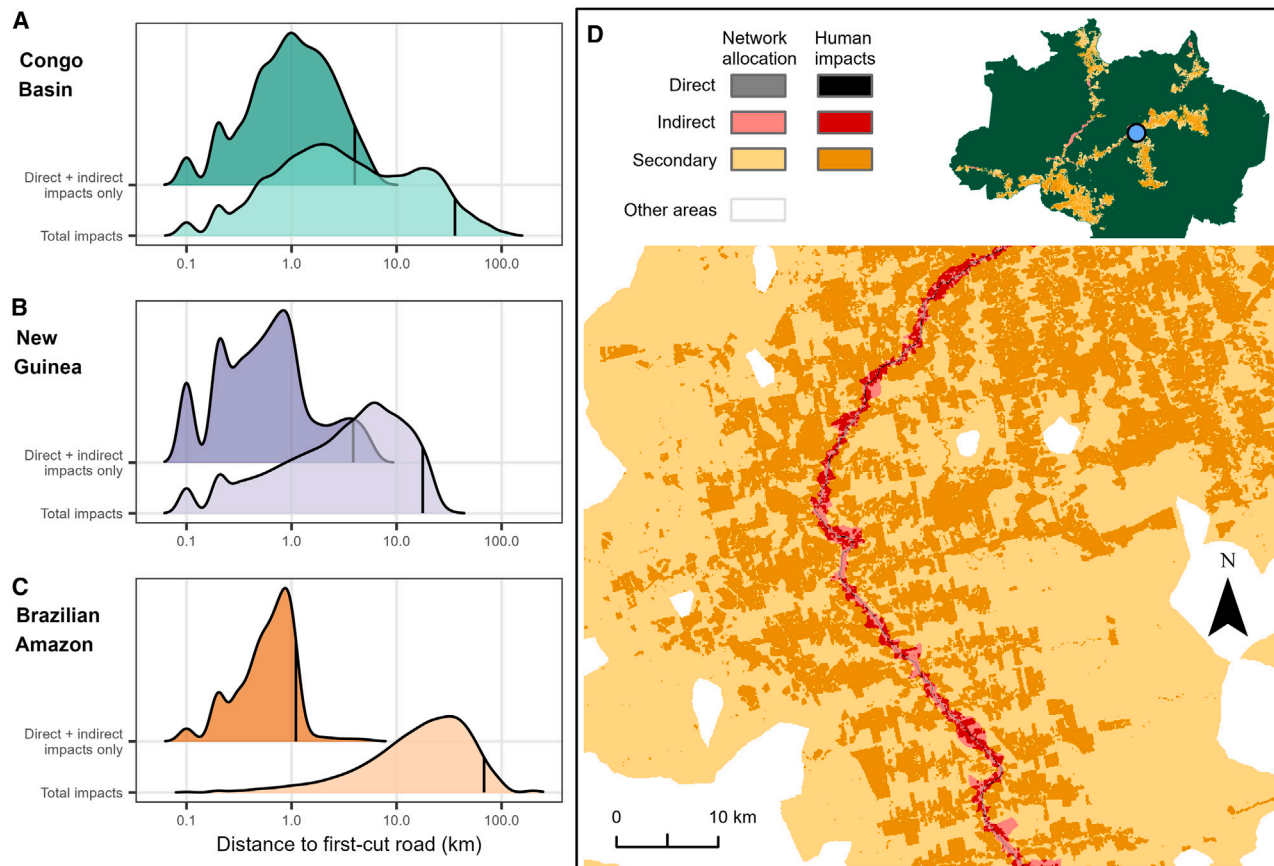 A
Congo
Basin
Direct + indirect
impacts only
Total impacts
0.1 1.0 10.0 100.0
B
New
Guinea
Direct + indirect
impacts only
Total impacts
0.1 1.0 10.0 100.0
C
Brazilian
Amazon
Direct + indirect
impacts only
Total impacts
0.1 1.0 10.0 100.0
Distance to first-cut road (km)
D
Network
allocation
Human
impacts
Direct
Indirect
Secondary
Other areas
N
0 10 km